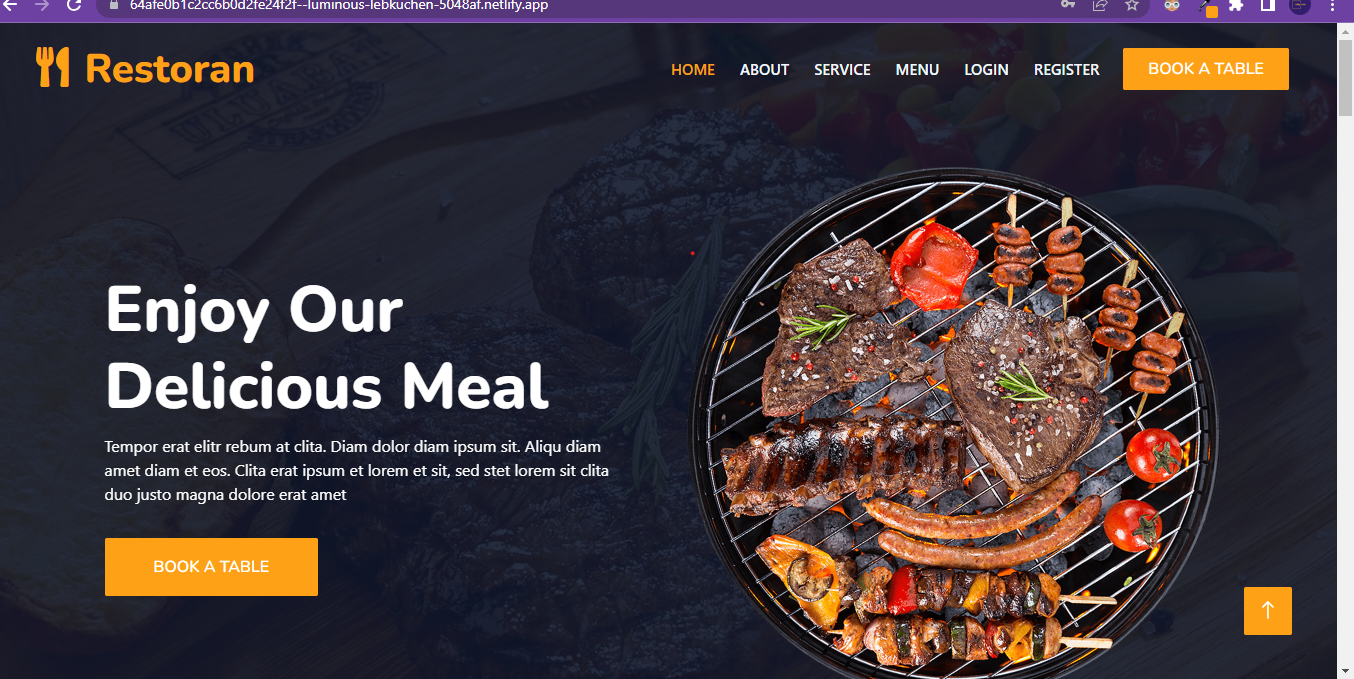 64afe0b1c2cc6b0d2fe24f2f--luminous-lebkuchen-5048af.netlify.app
Restoran
HOME ABOUT SERVICE MENU LOGIN REGISTER BOOK A TABLE
Enjoy Our
Delicious Meal
Tempor erat elitr rebum at clita. Diam dolor diam ipsum sit. Aliqu diam
amet diam et eos. Clita erat ipsum et lorem et sit, sed stet lorem sit clita
duo justo magna dolore erat amet
BOOK A TABLE